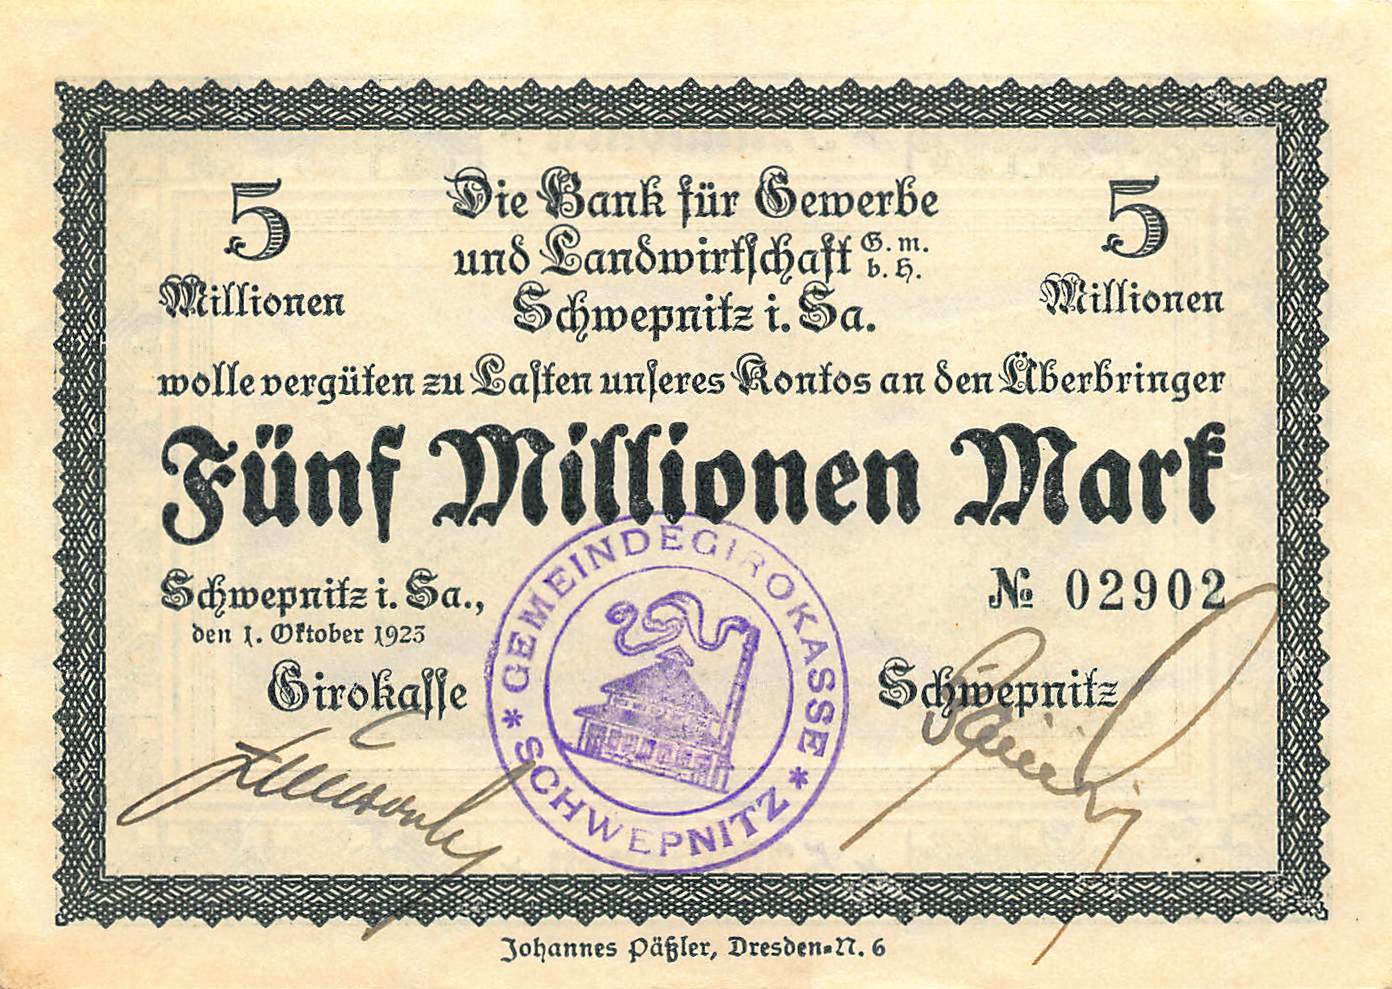 5
Millionen
Die Bank für Gewerbe
und Landwirtschaft G.m.
b.H.
Schwepnitz i. Sa.
5
Millionen
wolle vergüten zu Lasten unseres Kontos an den Überbringer
Fünf Millionen Mark
Schwepnitz i. Sa.,
den 1. Oktober 1923
№ 02902
Girokasse
Schwepnitz
GEMEINDEGIROKASSE
* SCHWEPNITZ *
Johannes Päßler, Dresden-N. 6